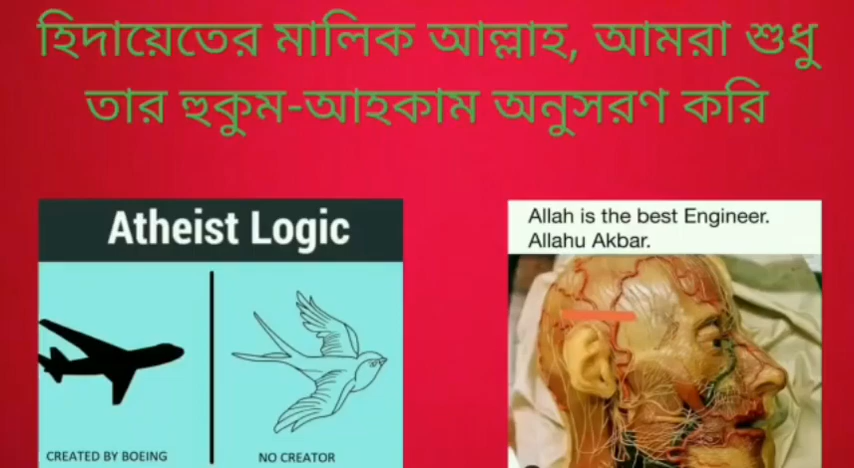 হিদায়েতের মালিক আল্লাহ, আমরা শুধু
তার হুকুম-আহকাম অনুসরণ করি
Atheist Logic
CREATED BY BOEING
NO CREATOR
Allah is the best Engineer.
Allahu Akbar.